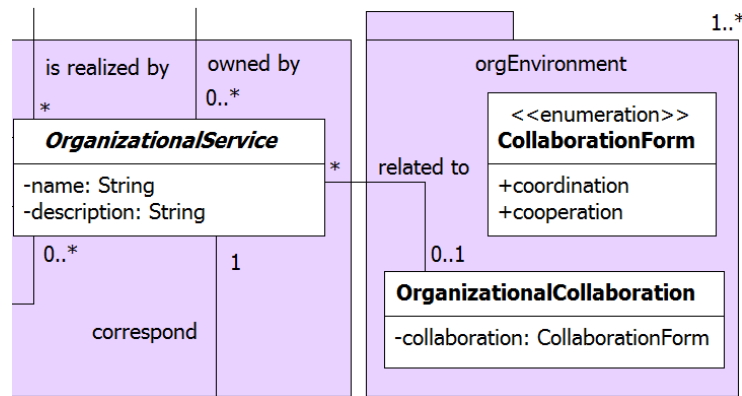 1..*
is realized by
owned by
orgEnvironment
*
0..*
OrganizationalService
-name: String
-description: String
*
related to
<<enumeration>>
CollaborationForm
+coordination
+cooperation
0..*
1
0..1
correspond
OrganizationalCollaboration
-collaboration: CollaborationForm